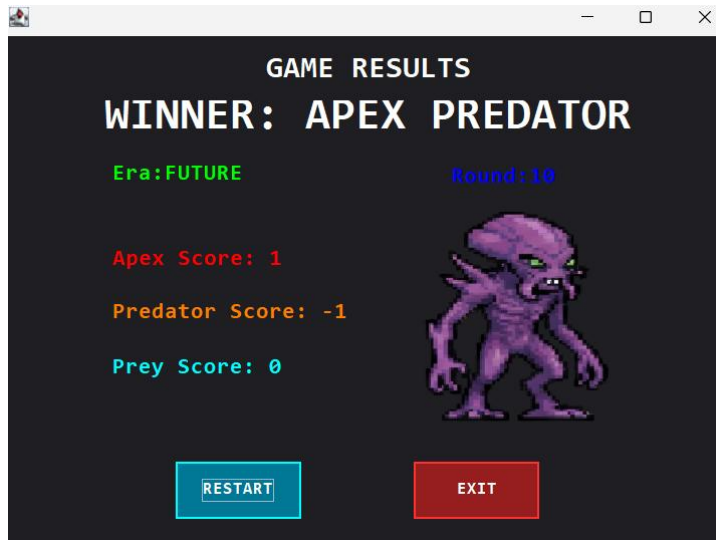 GAME RESULTS
WINNER: APEX PREDATOR
Era:FUTURE
Round:10
Apex Score: 1
Predator Score: -1
Prey Score: 0
RESTART
EXIT